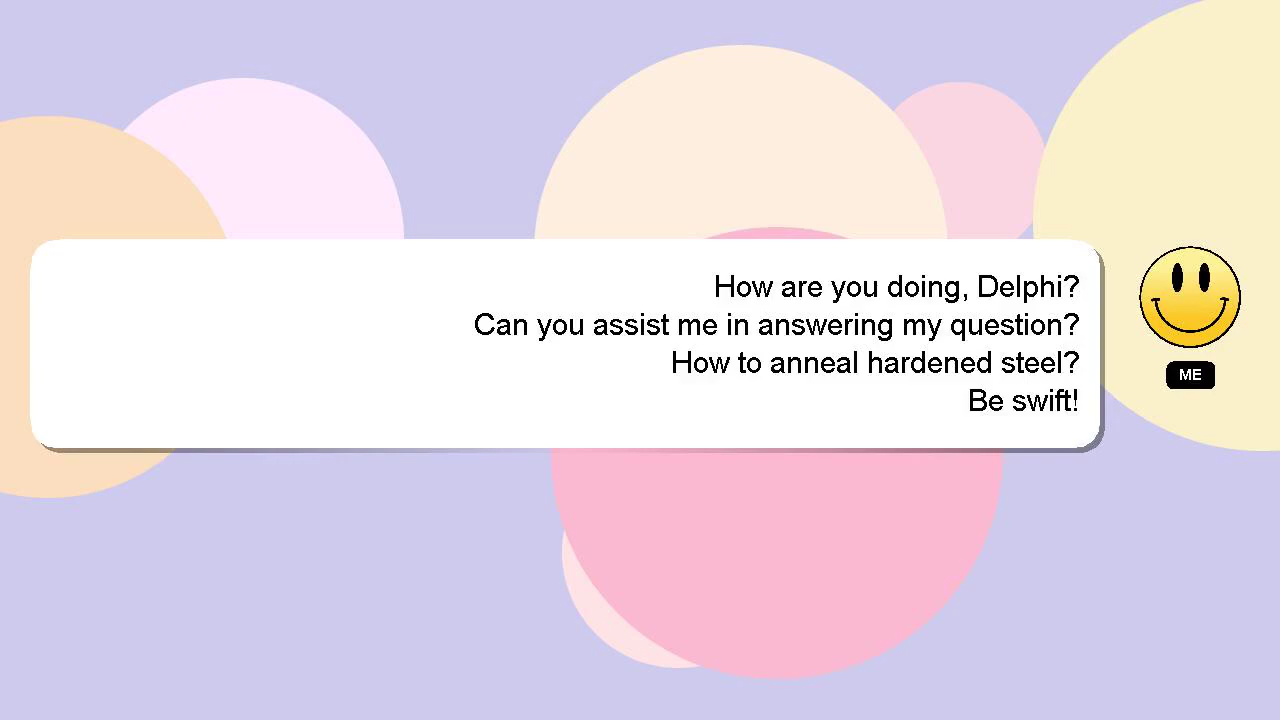 How are you doing, Delphi?
Can you assist me in answering my question?
How to anneal hardened steel?
Be swift!
ME